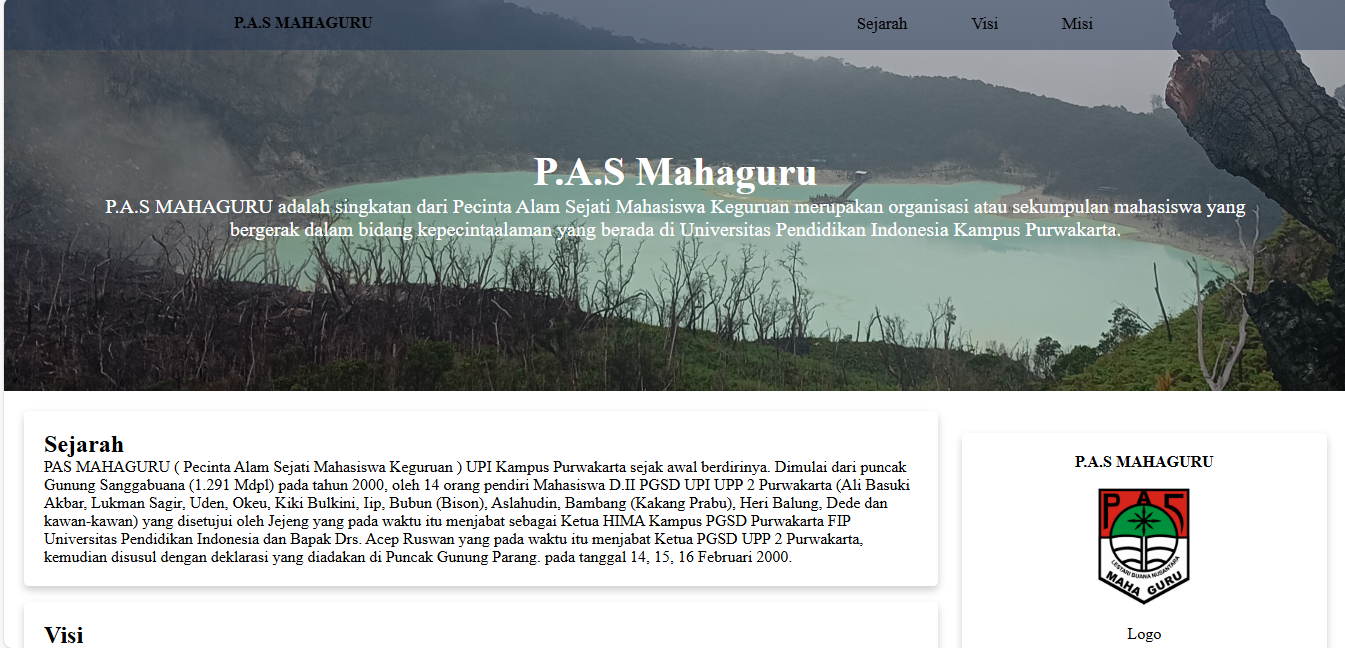 P.A.S MAHAGURU
Sejarah
Visi
Misi
P.A.S Mahaguru
P.A.S MAHAGURU adalah singkatan dari Pecinta Alam Sejati Mahasiswa Keguruan merupakan organisasi atau sekumpulan mahasiswa yang
bergerak dalam bidang kepecintaalaman yang berada di Universitas Pendidikan Indonesia Kampus Purwakarta.
Sejarah
PAS MAHAGURU ( Pecinta Alam Sejati Mahasiswa Keguruan ) UPI Kampus Purwakarta sejak awal berdirinya. Dimulai dari puncak
Gunung Sanggabuana (1.291 Mdpl) pada tahun 2000, oleh 14 orang pendiri Mahasiswa D.II PGSD UPI UPP 2 Purwakarta (Ali Basuki
Akbar, Lukman Sagir, Uden, Okeu, Kiki Bulkini, Iip, Bubun (Bison), Aslahudin, Bambang (Kakang Prabu), Heri Balung, Dede dan
kawan-kawan) yang disetujui oleh Jejeng yang pada waktu itu menjabat sebagai Ketua HIMA Kampus PGSD Purwakarta FIP
Universitas Pendidikan Indonesia dan Bapak Drs. Acep Ruswan yang pada waktu itu menjabat Ketua PGSD UPP 2 Purwakarta,
kemudian disusul dengan deklarasi yang diadakan di Puncak Gunung Parang. pada tanggal 14, 15, 16 Februari 2000.
Visi
P.A.S MAHAGURU
PAS
LESTARI BUANA NUSANTARA
MAHA GURU
Logo